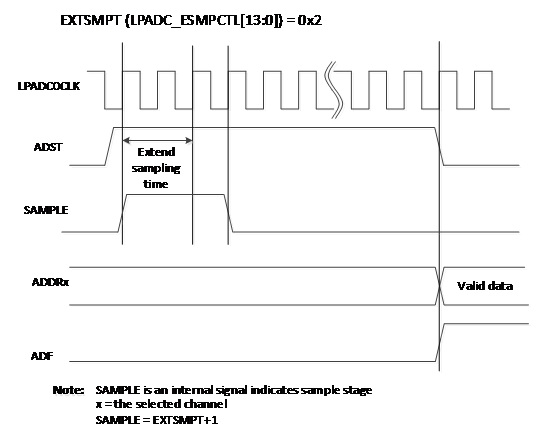 EXTSMPT {LPADC_ESMPCTL[13:0]} = 0x2
LPADC0CLK
ADST
Extend
sampling
time
SAMPLE
ADDRx
Valid data
ADF
Note: SAMPLE is an internal signal indicates sample stage
x = the selected channel
SAMPLE = EXTSMPT+1